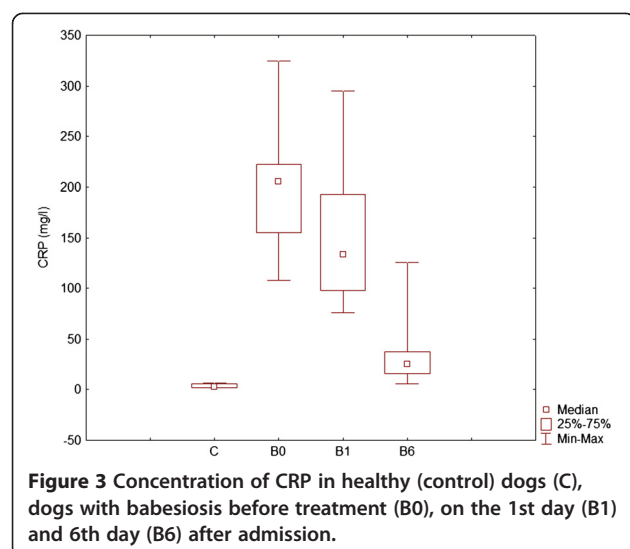 350
300
250
200
150
100
50
0
-50
CRP (mg/l)
C B0 B1 B6
Median
25%-75%
Min-Max
Figure 3 Concentration of CRP in healthy (control) dogs (C),
dogs with babesiosis before treatment (B0), on the 1st day (B1)
and 6th day (B6) after admission.